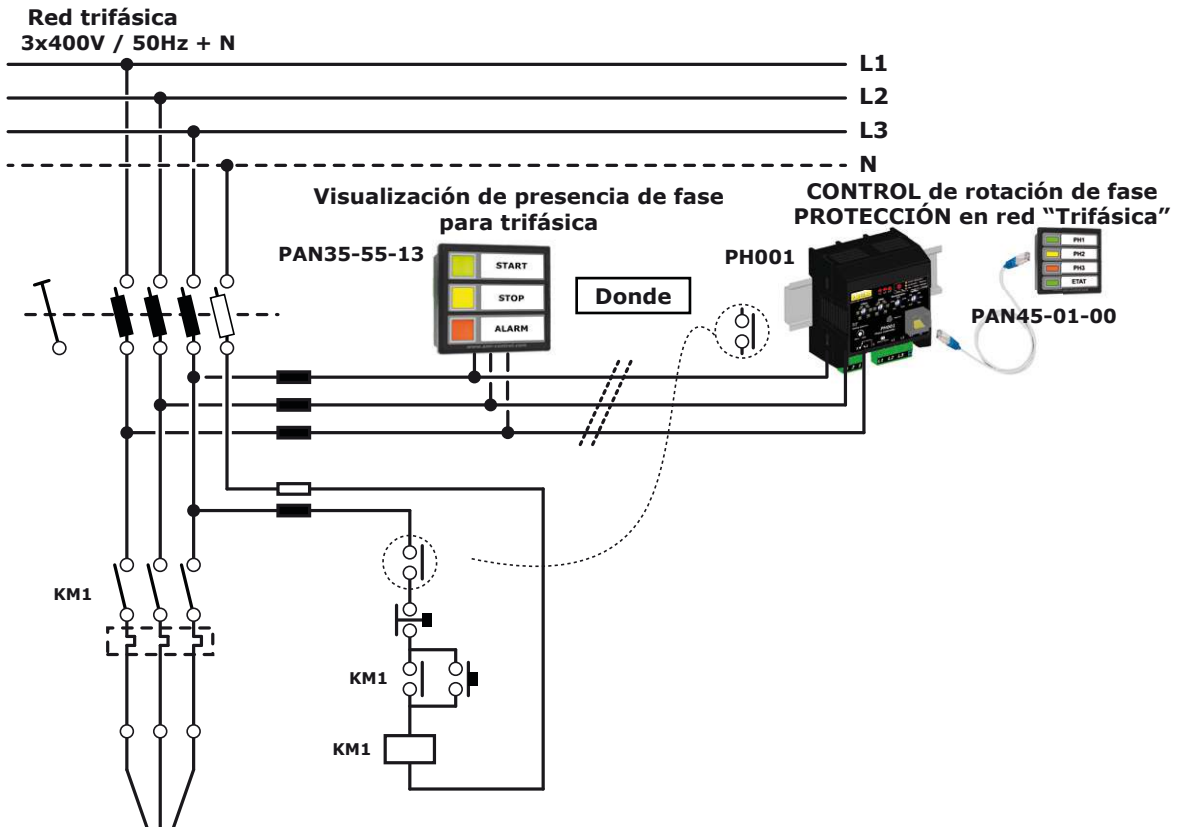 Red trifásica
3x400V / 50Hz + N
L1
L2
L3
N
Visualización de presencia de fase
para trifásica
CONTROL de rotación de fase
PROTECCIÓN en red “Trifásica”
PAN35-55-13
START
STOP
ALARM
Donde
PH001
PH1
PH2
PH3
ETAT
PAN45-01-00
KM1
KM1
KM1